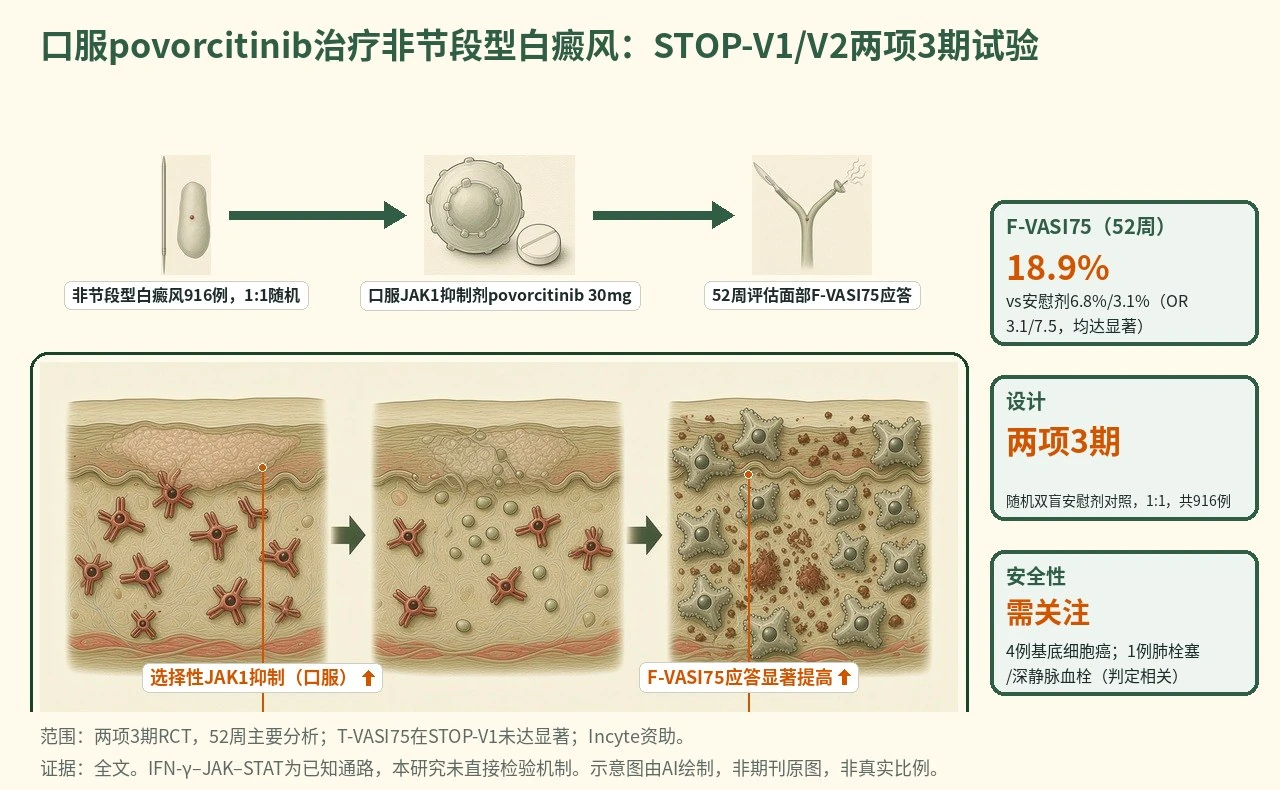 口服povorcitinib治疗非节段型白癜风：STOP-V1/V2两项3期试验
非节段型白癜风916例，1:1随机
口服JAK1抑制剂povorcitinib 30mg
52周评估面部F-VASI75应答
F-VASI75（52周）
18.9%
vs安慰剂6.8%/3.1%（OR
3.1/7.5，均达显著）
设计
两项3期
随机双盲安慰剂对照，1:1，共916例
安全性
需关注
4例基底细胞癌；1例肺栓塞
/深静脉血栓（判定相关）
选择性JAK1抑制（口服）⬆
F-VASI75应答显著提高⬆
范围：两项3期RCT，52周主要分析；T-VASI75在STOP-V1未达显著；Incyte资助。
证据：全文。IFN-γ–JAK–STAT为已知通路，本研究未直接检验机制。示意图由AI绘制，非期刊原图，非真实比例。